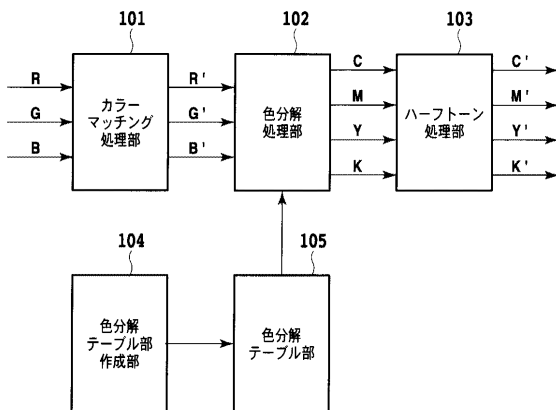 101
102
103
R
G
B
カラー
マッチング
処理部
R'
G'
B'
色分解
処理部
C
M
Y
K
ハーフトーン
処理部
C'
M'
Y'
K'
104
105
色分解
テーブル部
作成部
色分解
テーブル部